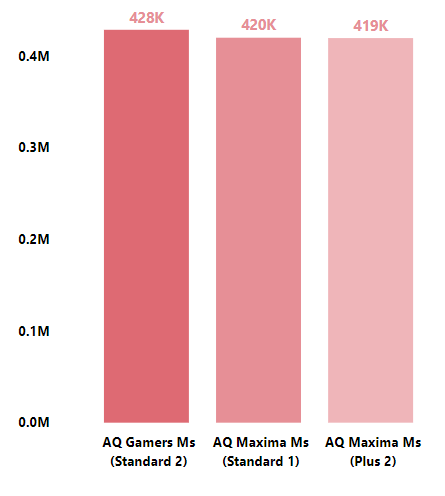 428K
420K
419K
0.4M
0.3M
0.2M
0.1M
0.0M
AQ Gamers Ms
(Standard 2)
AQ Maxima Ms
(Standard 1)
AQ Maxima Ms
(Plus 2)